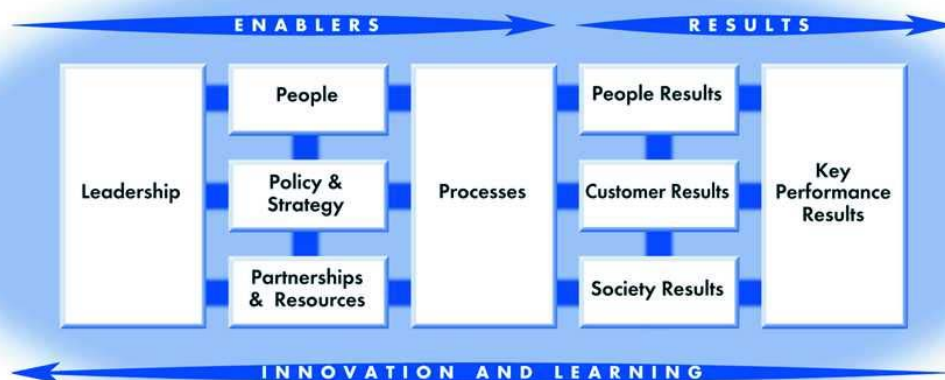 ENABLERS
RESULTS
Leadership
People
Policy &
Strategy
Partnerships
& Resources
Processes
People Results
Customer Results
Society Results
Key
Performance
Results
INNOVATION AND LEARNING